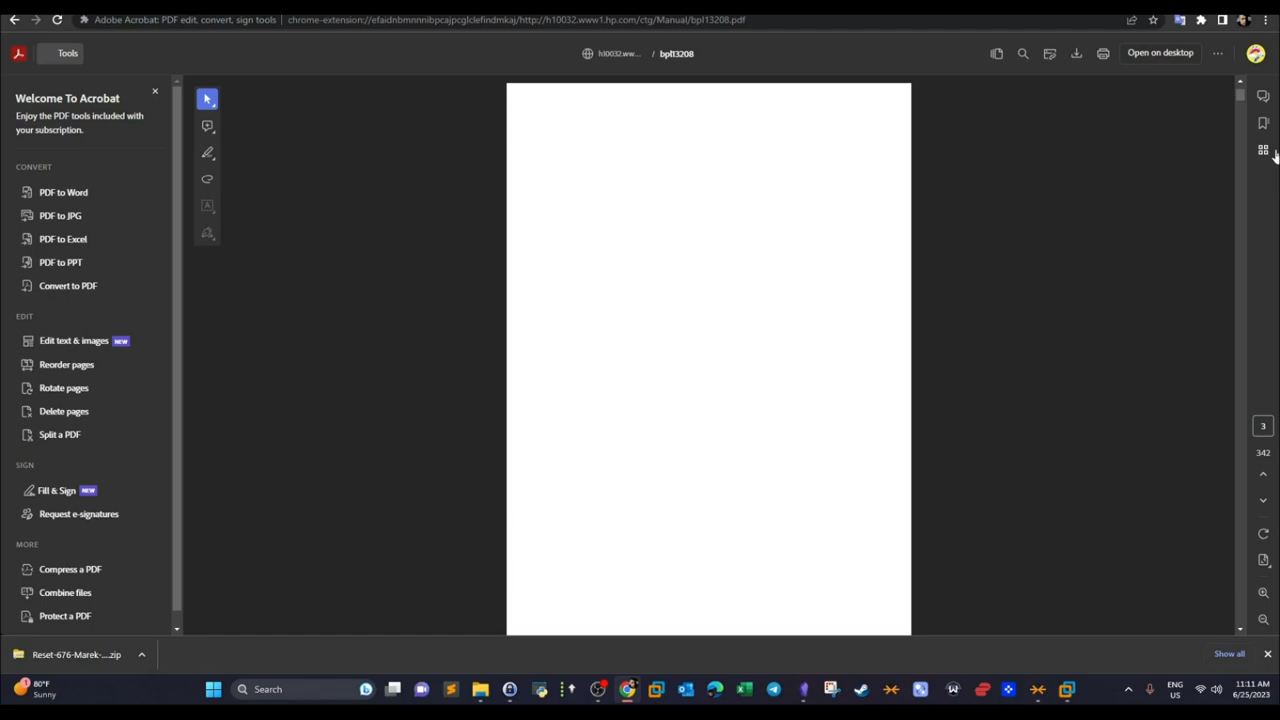 Adobe Acrobat: PDF edit, convert, sign tools | chrome-extension://efaidnbmnnnibpcajpcglclefindmkaj/http://h10032.www1.hp.com/ctg/Manual/bpl13208.pdf
Tools
h10032.ww... / bpl13208
Open on desktop
Welcome To Acrobat
Enjoy the PDF tools included with
your subscription.
CONVERT
PDF to Word
PDF to JPG
PDF to Excel
PDF to PPT
Convert to PDF
EDIT
Edit text & images NEW
Reorder pages
Rotate pages
Delete pages
Split a PDF
SIGN
Fill & Sign NEW
Request e-signatures
MORE
Compress a PDF
Combine files
Protect a PDF
3
342
Reset-676-Marek-....zip
Show all
80°F
Sunny
Search
ENG
US
11:11 AM
6/25/2023